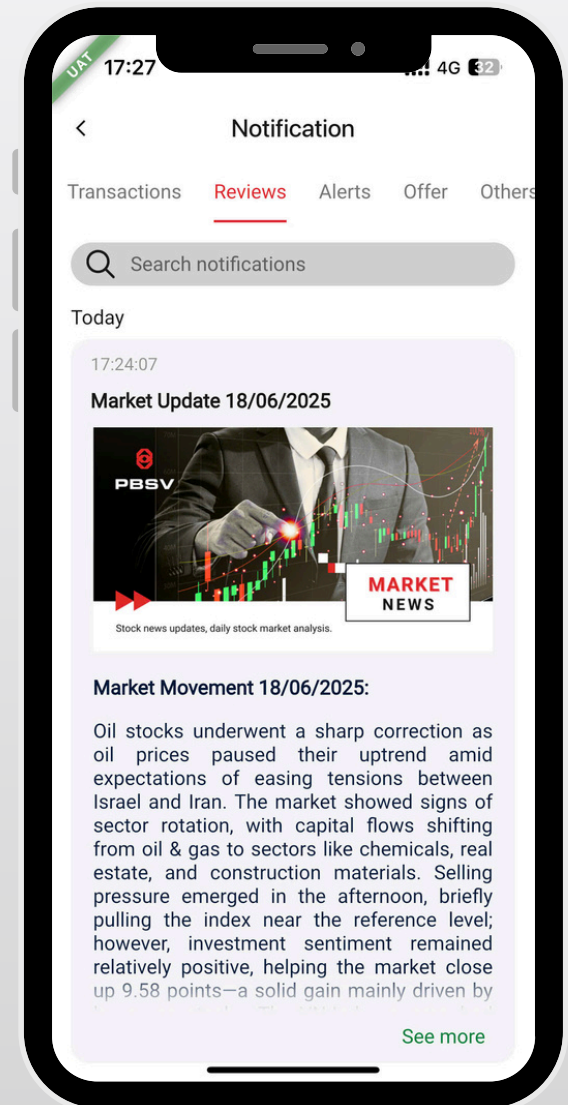 UAT
17:27
4G 32
Notification
Transactions Reviews Alerts Offer Others
Search notifications
Today
17:24:07
Market Update 18/06/2025
PBSV
MARKET
NEWS
Stock news updates, daily stock market analysis.
Market Movement 18/06/2025:
Oil stocks underwent a sharp correction as
oil prices paused their uptrend amid
expectations of easing tensions between
Israel and Iran. The market showed signs of
sector rotation, with capital flows shifting
from oil & gas to sectors like chemicals, real
estate, and construction materials. Selling
pressure emerged in the afternoon, briefly
pulling the index near the reference level;
however, investment sentiment remained
relatively positive, helping the market close
up 9.58 points—a solid gain mainly driven by
See more